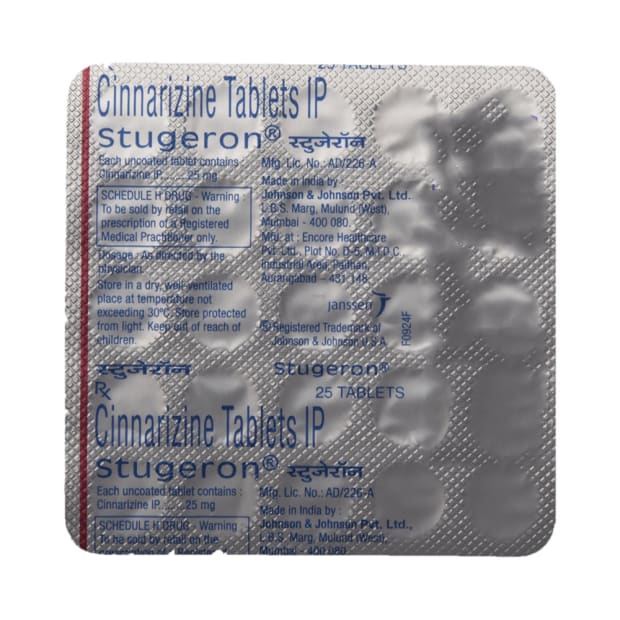 25 TABLETS
Cinnarizine Tablets IP
Stugeron® स्टुजेरॉन
Each uncoated tablet contains :
Cinnarizine IP........25 mg
SCHEDULE H DRUG - Warning :
To be sold by retail on the
prescription of a Registered
Medical Practitioner only.
Dosage : As directed by the
physician.
Store in a dry, well-ventilated
place at temperature not
exceeding 30°C. Store protected
from light. Keep out of reach of
children.
Mfg. Lic. No.: AD/226-A
Made in India by :
Johnson & Johnson Pvt. Ltd.
L.B.S. Marg, Mulund (West),
Mumbai - 400 080.
Mfd. at : Encore Healthcare
Pvt. Ltd., Plot No. D-5, M.I.D.C.,
Industrial Area, Paithan,
Aurangabad – 431 148
janssen
® Registered Trademark of
Johnson & Johnson U.S.A.
F0924F
स्टुजेरॉन Stugeron®
Rx 25 TABLETS
Cinnarizine Tablets IP
Stugeron® स्टुजेरॉन
Each uncoated tablet contains :
Cinnarizine IP........25 mg
SCHEDULE H DRUG - Warning :
To be sold by retail on the
prescription of a Registered
Mfg. Lic. No.: AD/226-A
Made in India by :
Johnson & Johnson Pvt. Ltd.,
L.B.S. Marg, Mulund (West),
Mumbai - 400 080